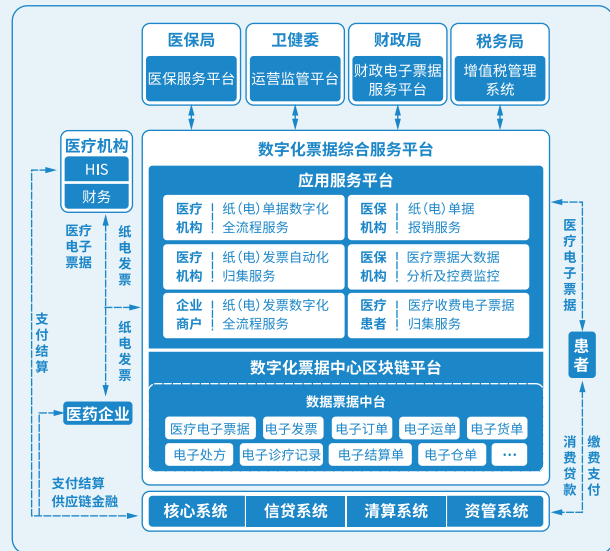 医保局
医保服务平台
卫健委
运营监管平台
财政局
财政电子票据
服务平台
税务局
增值税管理
系统
医疗机构
HIS
财务
数字化票据综合服务平台
应用服务平台
医疗
机构
纸(电)单据数字化
全流程服务
医保
机构
纸(电)单据
报销服务
医疗
机构
纸(电)发票自动化
归集服务
医保
机构
医疗票据大数据
分析及控费监控
企业
商户
纸(电)发票数字化
全流程服务
医疗
患者
医疗收费电子票据
归集服务
数字化票据中心区块链平台
数据票据中台
医疗电子票据
电子发票
电子订单
电子运单
电子货单
电子处方
电子诊疗记录
电子结算单
电子仓单
…
医疗
电子
票据
纸电发票
纸电发票
支付结算
医药企业
支付结算
供应链金融
医疗电子票据
患者
消费贷款
缴费支付
核心系统
信贷系统
清算系统
资管系统